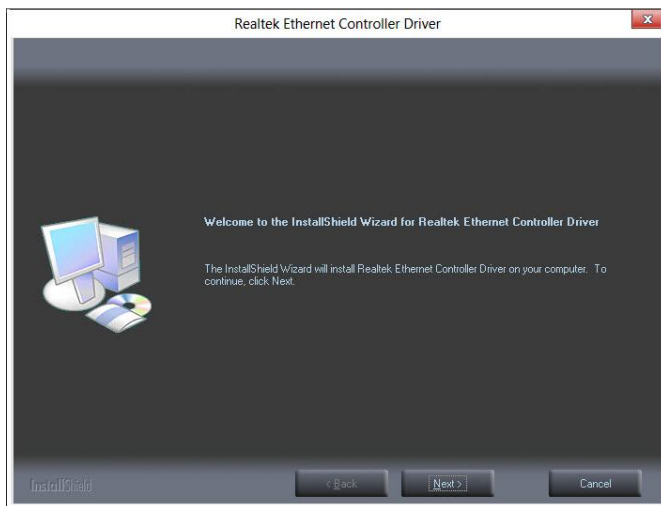 Realtek Ethernet Controller Driver
x
Welcome to the InstallShield Wizard for Realtek Ethernet Controller Driver
The InstallShield Wizard will install Realtek Ethernet Controller Driver on your computer. To
continue, click Next.
InstallShield
< Back
Next >
Cancel